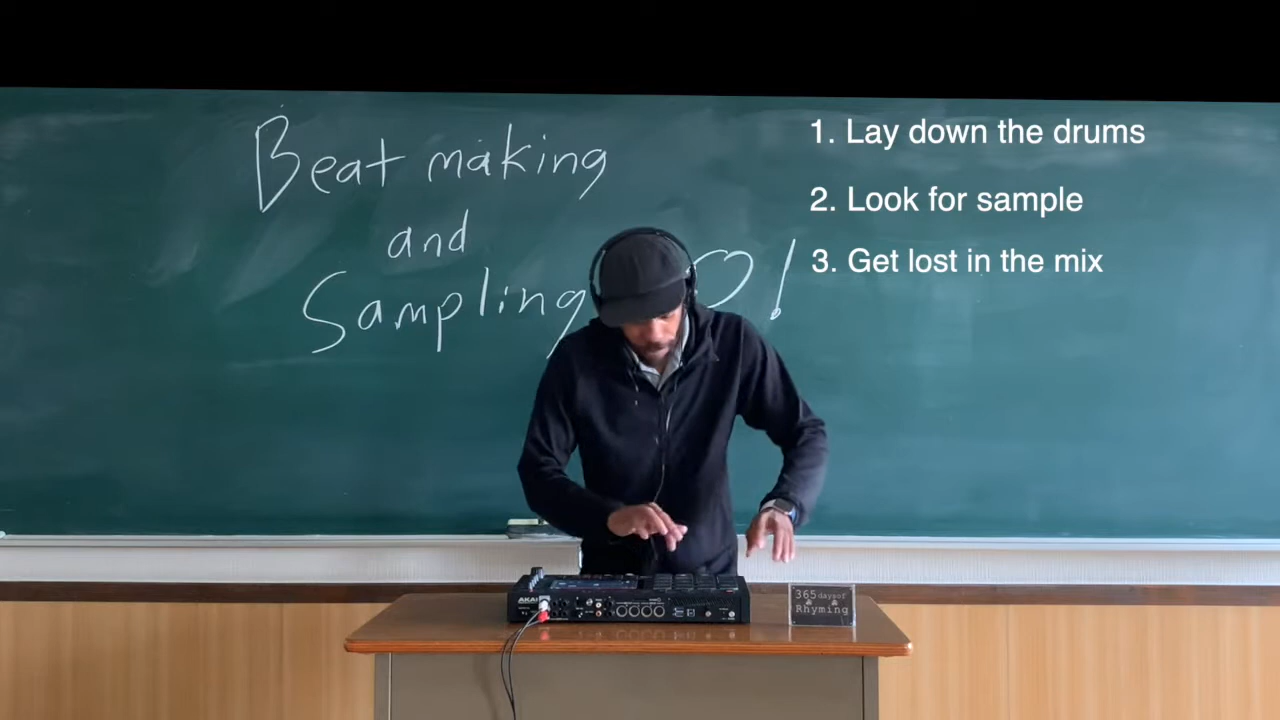 Beat making
and
Sampling !
1. Lay down the drums
2. Look for sample
3. Get lost in the mix
AKAI
365 days of
Rhyming